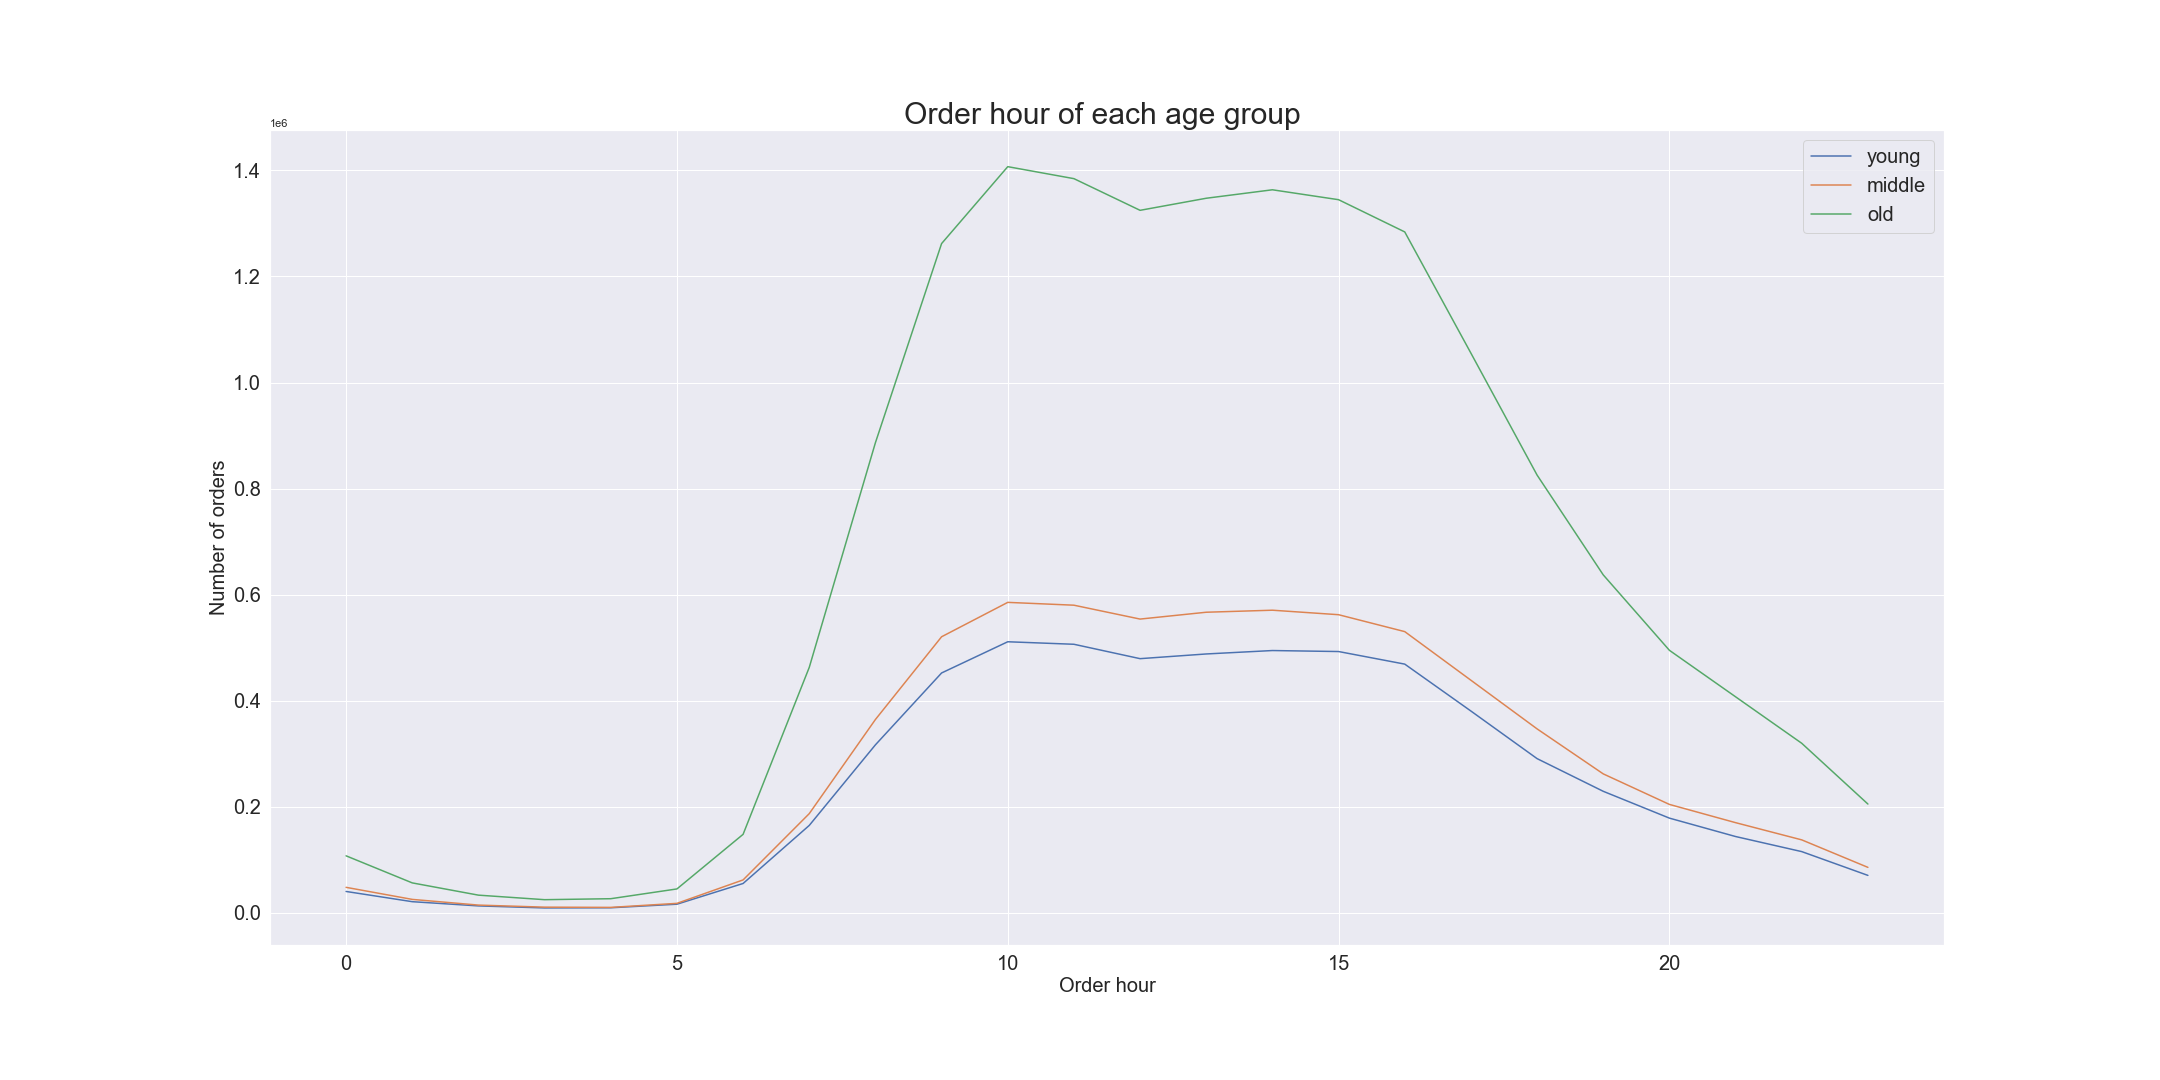 Order hour of each age group
1e6
young
middle
old
1.4
1.2
1.0
0.8
0.6
0.4
0.2
0.0
Number of orders
0 5 10 15 20
Order hour